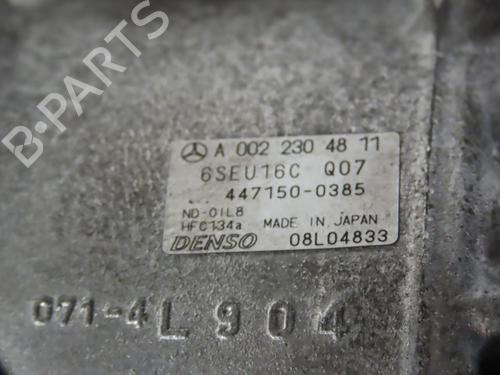 B-PARTS
A 002 230 48 11
6SEU16C Q07
447150-0385
ND-OIL8
HFC134a MADE IN JAPAN
DENSO 08L04833
071-4L904